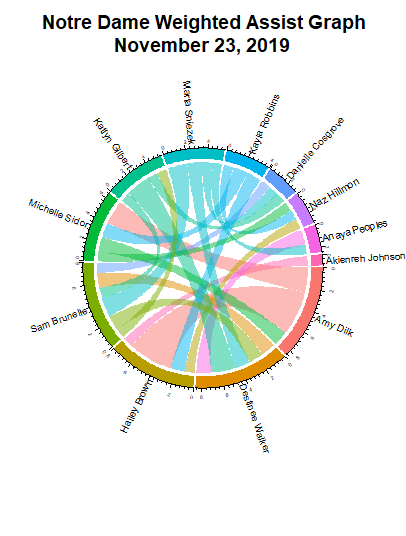 Notre Dame Weighted Assist Graph
November 23, 2019
Maria Sniezek
Kayla Robbins
Danielle Cosgrove
Naz Hillmon
Anaya Peoples
Akienreh Johnson
Amy Dilk
Destinee Walker
Hailey Brown
Sam Brunelle
Michelle Sidor
Katlyn Gilbert